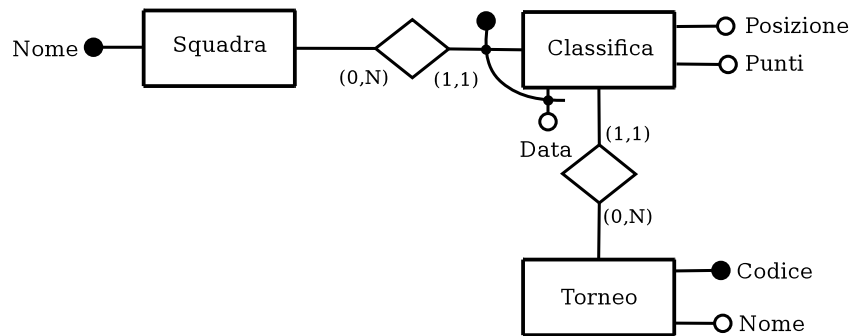 Nome
Squadra
(0,N)
(1,1)
Classifica
Posizione
Punti
Data
(1,1)
(0,N)
Torneo
Codice
Nome